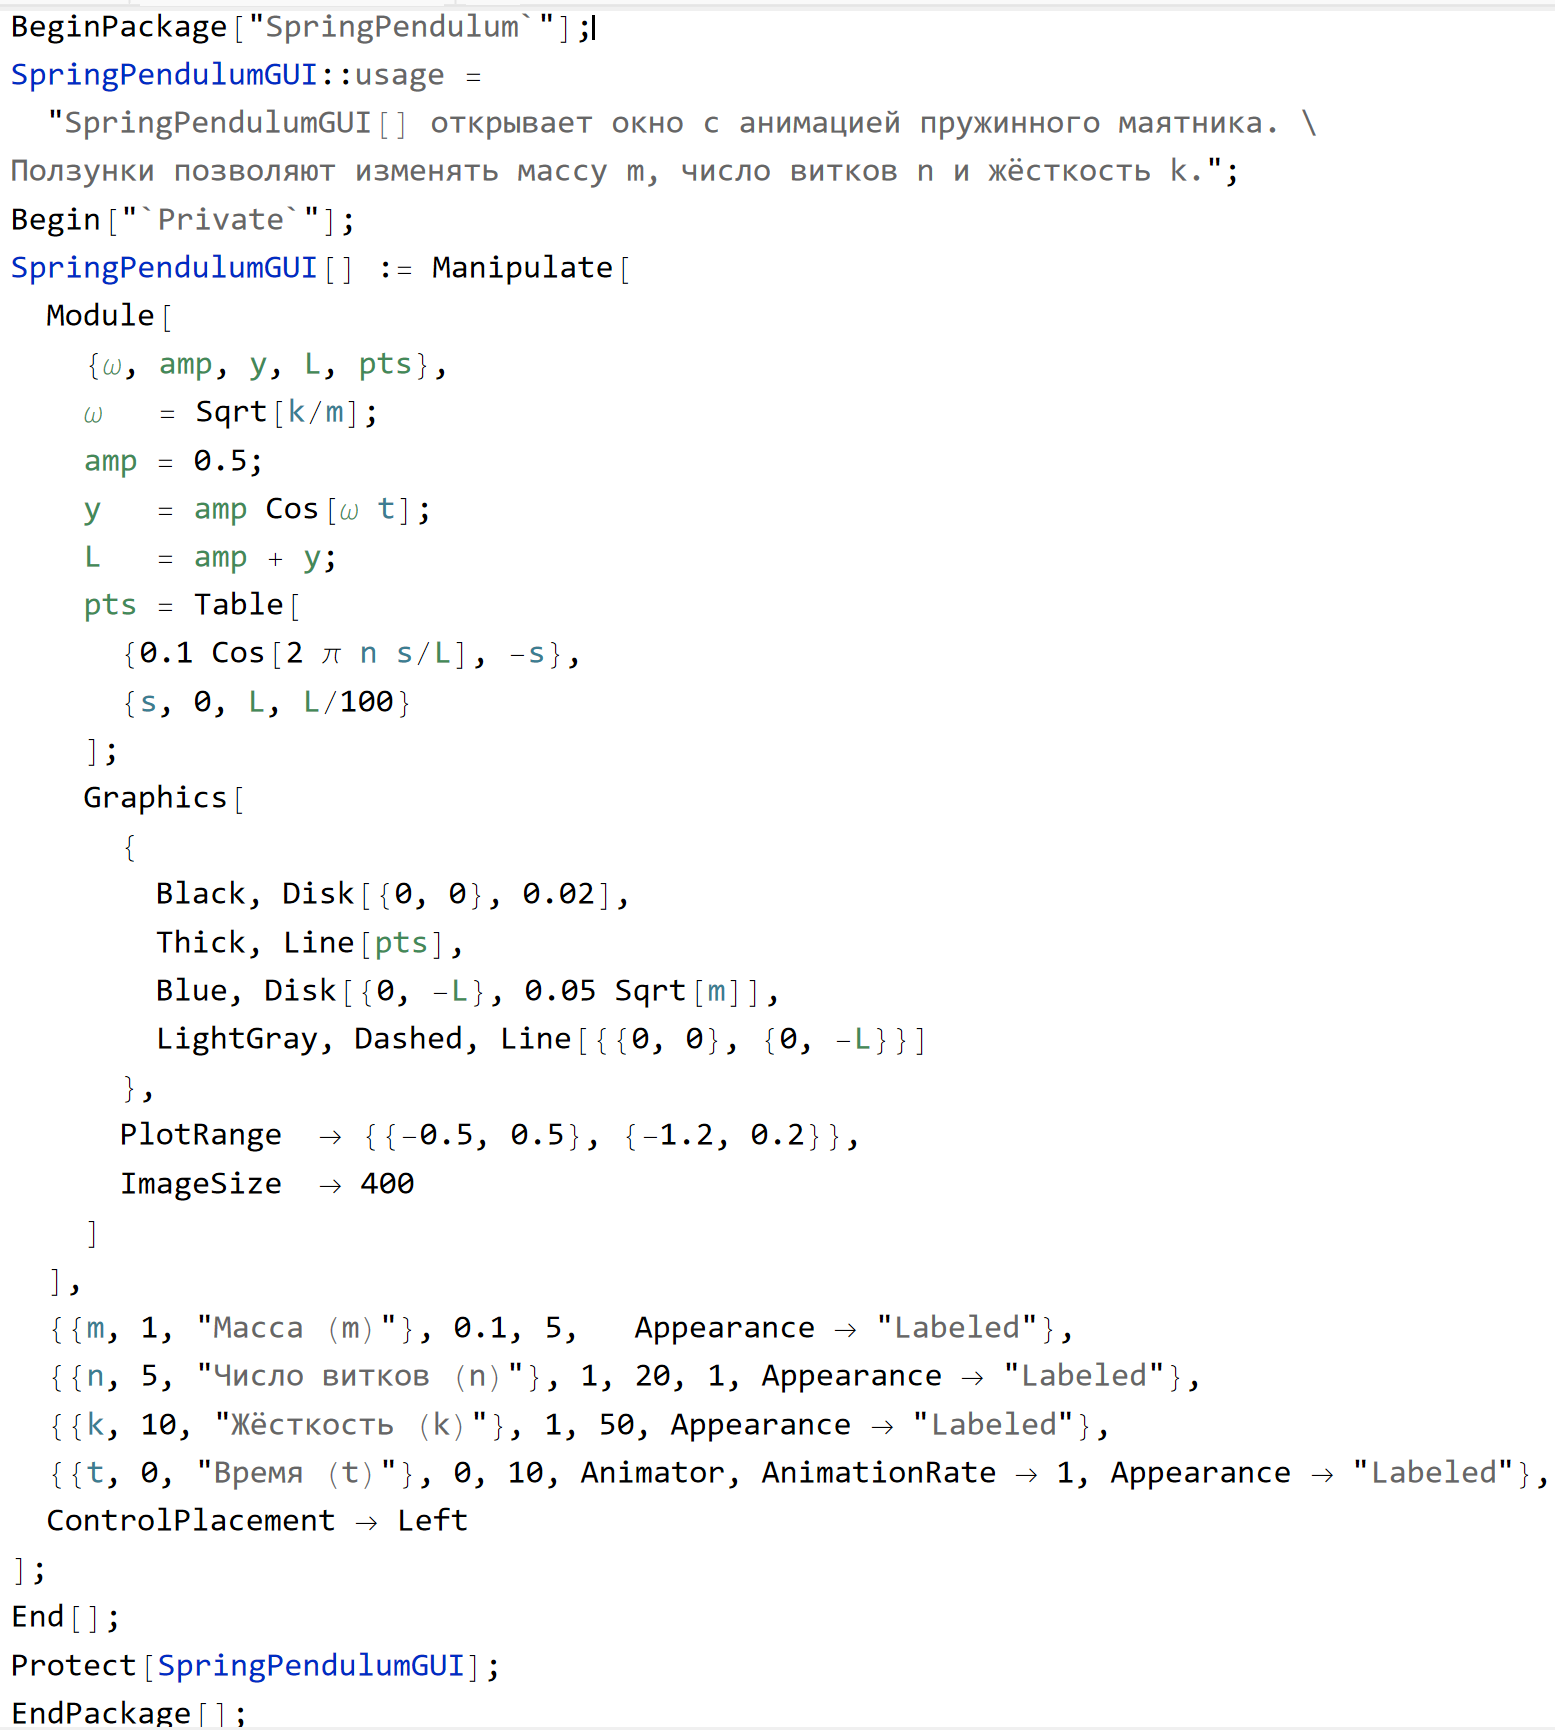 BeginPackage["SpringPendulum`"];
SpringPendulumGUI::usage =
"SpringPendulumGUI[] открывает окно с анимацией пружинного маятника. \
Ползунки позволяют изменять массу m, число витков n и жёсткость k.";
Begin["`Private`"];
SpringPendulumGUI[] := Manipulate[
Module[
{ω, amp, y, L, pts},
ω = Sqrt[k/m];
amp = 0.5;
y = amp Cos[ω t];
L = amp + y;
pts = Table[
{0.1 Cos[2 π n s/L], -s},
{s, 0, L, L/100}
];
Graphics[
{
Black, Disk[{0, 0}, 0.02],
Thick, Line[pts],
Blue, Disk[{0, -L}, 0.05 Sqrt[m]],
LightGray, Dashed, Line[{{0, 0}, {0, -L}}]
},
PlotRange → {{-0.5, 0.5}, {-1.2, 0.2}},
ImageSize → 400
]
],
{{m, 1, "Масса (m)"}, 0.1, 5, Appearance → "Labeled"},
{{n, 5, "Число витков (n)"}, 1, 20, 1, Appearance → "Labeled"},
{{k, 10, "Жёсткость (k)"}, 1, 50, Appearance → "Labeled"},
{{t, 0, "Время (t)"}, 0, 10, Animator, AnimationRate → 1, Appearance → "Labeled"},
ControlPlacement → Left
];
End[];
Protect[SpringPendulumGUI];
EndPackage[];